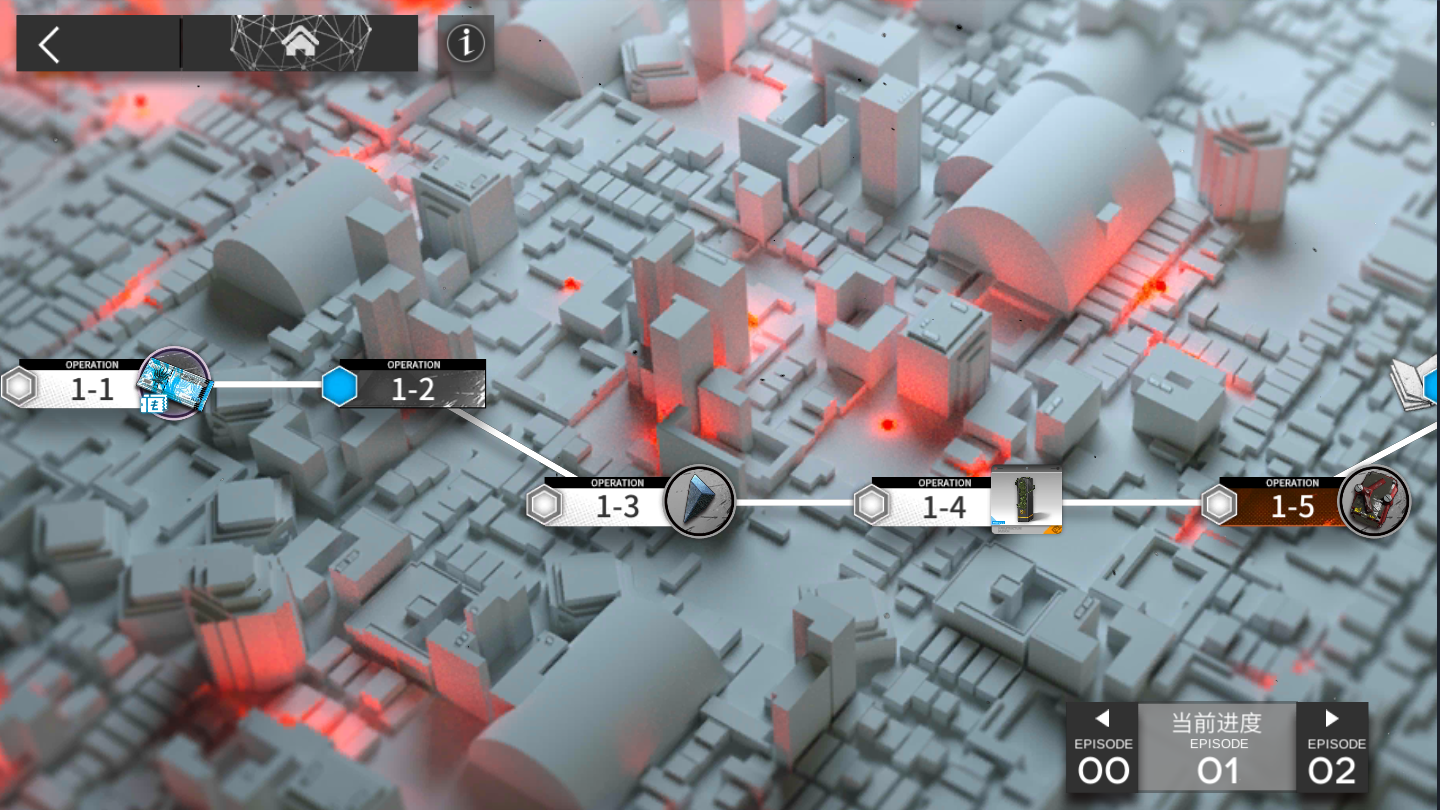 OPERATION
1-1
OPERATION
1-2
OPERATION
1-3
OPERATION
1-4
OPERATION
1-5
EPISODE
00
当前进度
EPISODE
01
EPISODE
02